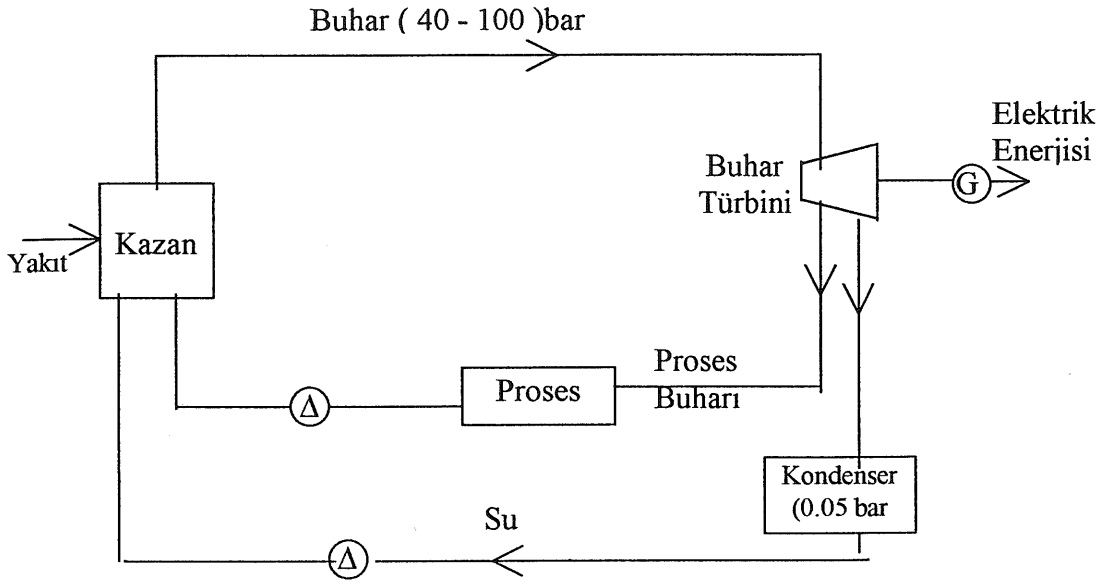 Buhar ( 40 - 100 )bar
Elektrik
Enerjisi
Buhar
Türbini
G
Kazan
Yakıt
Proses
Buharı
Proses
Δ
Kondenser
(0.05 bar
Su
Δ